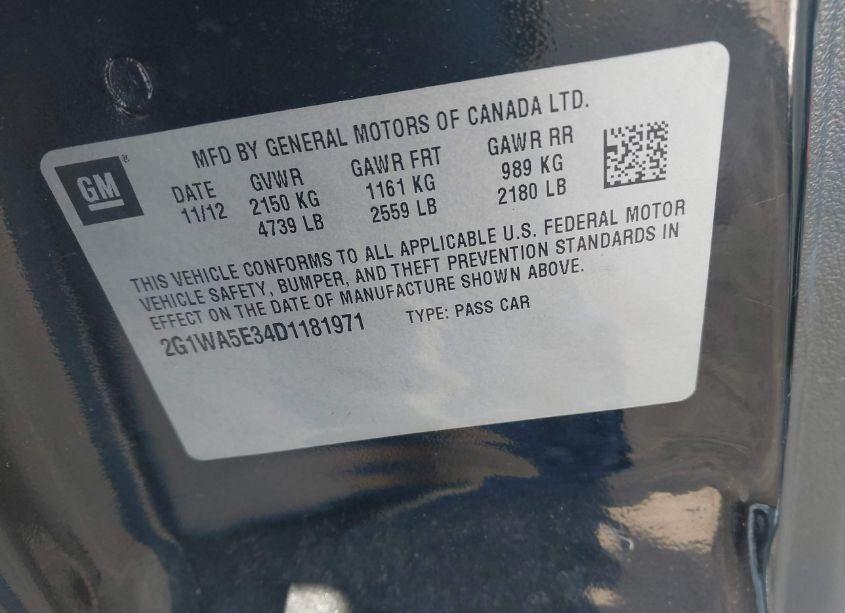 MFD BY GENERAL MOTORS OF CANADA LTD.
GM®
DATE GVWR GAWR FRT GAWR RR
11/12 2150 KG 1161 KG 989 KG
4739 LB 2559 LB 2180 LB
THIS VEHICLE CONFORMS TO ALL APPLICABLE U.S. FEDERAL MOTOR
VEHICLE SAFETY, BUMPER, AND THEFT PREVENTION STANDARDS IN
EFFECT ON THE DATE OF MANUFACTURE SHOWN ABOVE.
2G1WA5E34D1181971 TYPE: PASS CAR